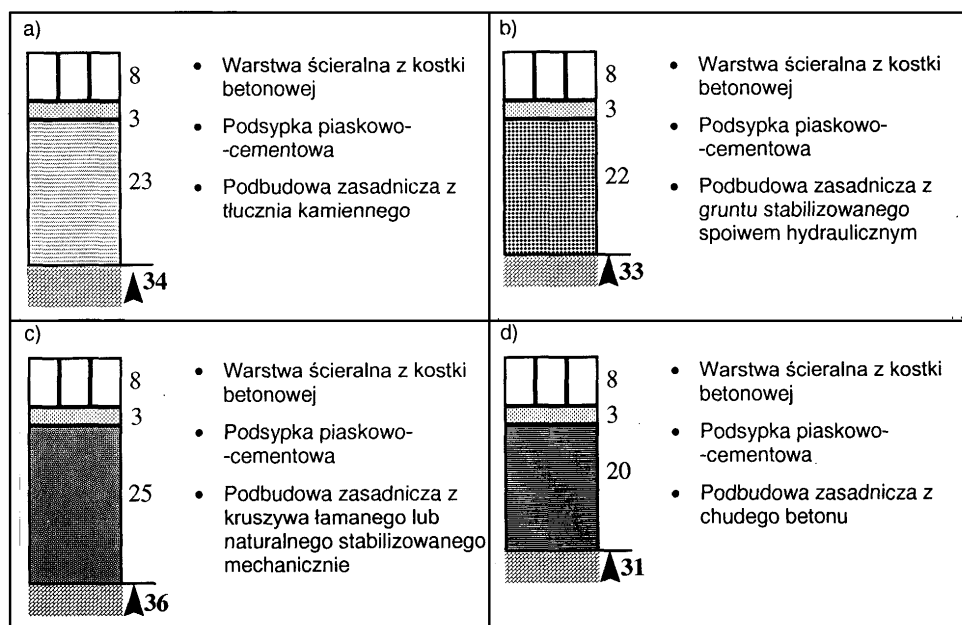 a)
8
3
23
34
• Warstwa ścieralna z kostki
betonowej
• Podsypka piaskowo-
-cementowa
• Podbudowa zasadnicza z
tłucznia kamiennego
b)
8
3
22
33
• Warstwa ścieralna z kostki
betonowej
• Podsypka piaskowo-
-cementowa
• Podbudowa zasadnicza z
gruntu stabilizowanego
spoiwem hydraulicznym
c)
8
3
25
36
• Warstwa ścieralna z kostki
betonowej
• Podsypka piaskowo-
-cementowa
• Podbudowa zasadnicza z
kruszywa łamanego lub
naturalnego stabilizowanego
mechanicznie
d)
8
3
20
31
• Warstwa ścieralna z kostki
betonowej
• Podsypka piaskowo-
-cementowa
• Podbudowa zasadnicza z
chudego betonu